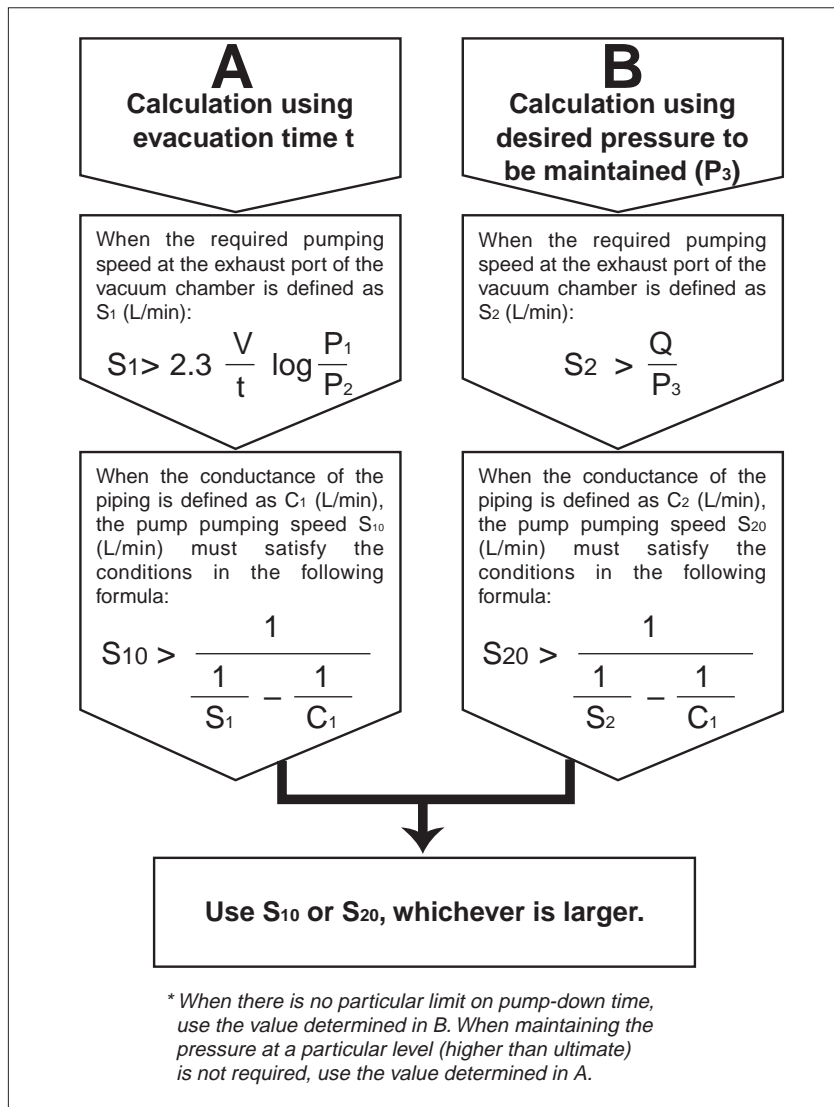 A
Calculation using
evacuation time t
When the required pumping
speed at the exhaust port of the
vacuum chamber is defined as
S1 (L/min):
S1> 2.3 V/t log P1/P2
When the conductance of the
piping is defined as C1 (L/min),
the pump pumping speed S10
(L/min) must satisfy the
conditions in the following
formula:
S10 > 1/(1/S1 – 1/C1)
B
Calculation using
desired pressure to
be maintained (P3)
When the required pumping
speed at the exhaust port of the
vacuum chamber is defined as
S2 (L/min):
S2 > Q/P3
When the conductance of the
piping is defined as C2 (L/min),
the pump pumping speed S20
(L/min) must satisfy the
conditions in the following
formula:
S20 > 1/(1/S2 – 1/C1)
Use S10 or S20, whichever is larger.
* When there is no particular limit on pump-down time,
use the value determined in B. When maintaining the
pressure at a particular level (higher than ultimate)
is not required, use the value determined in A.